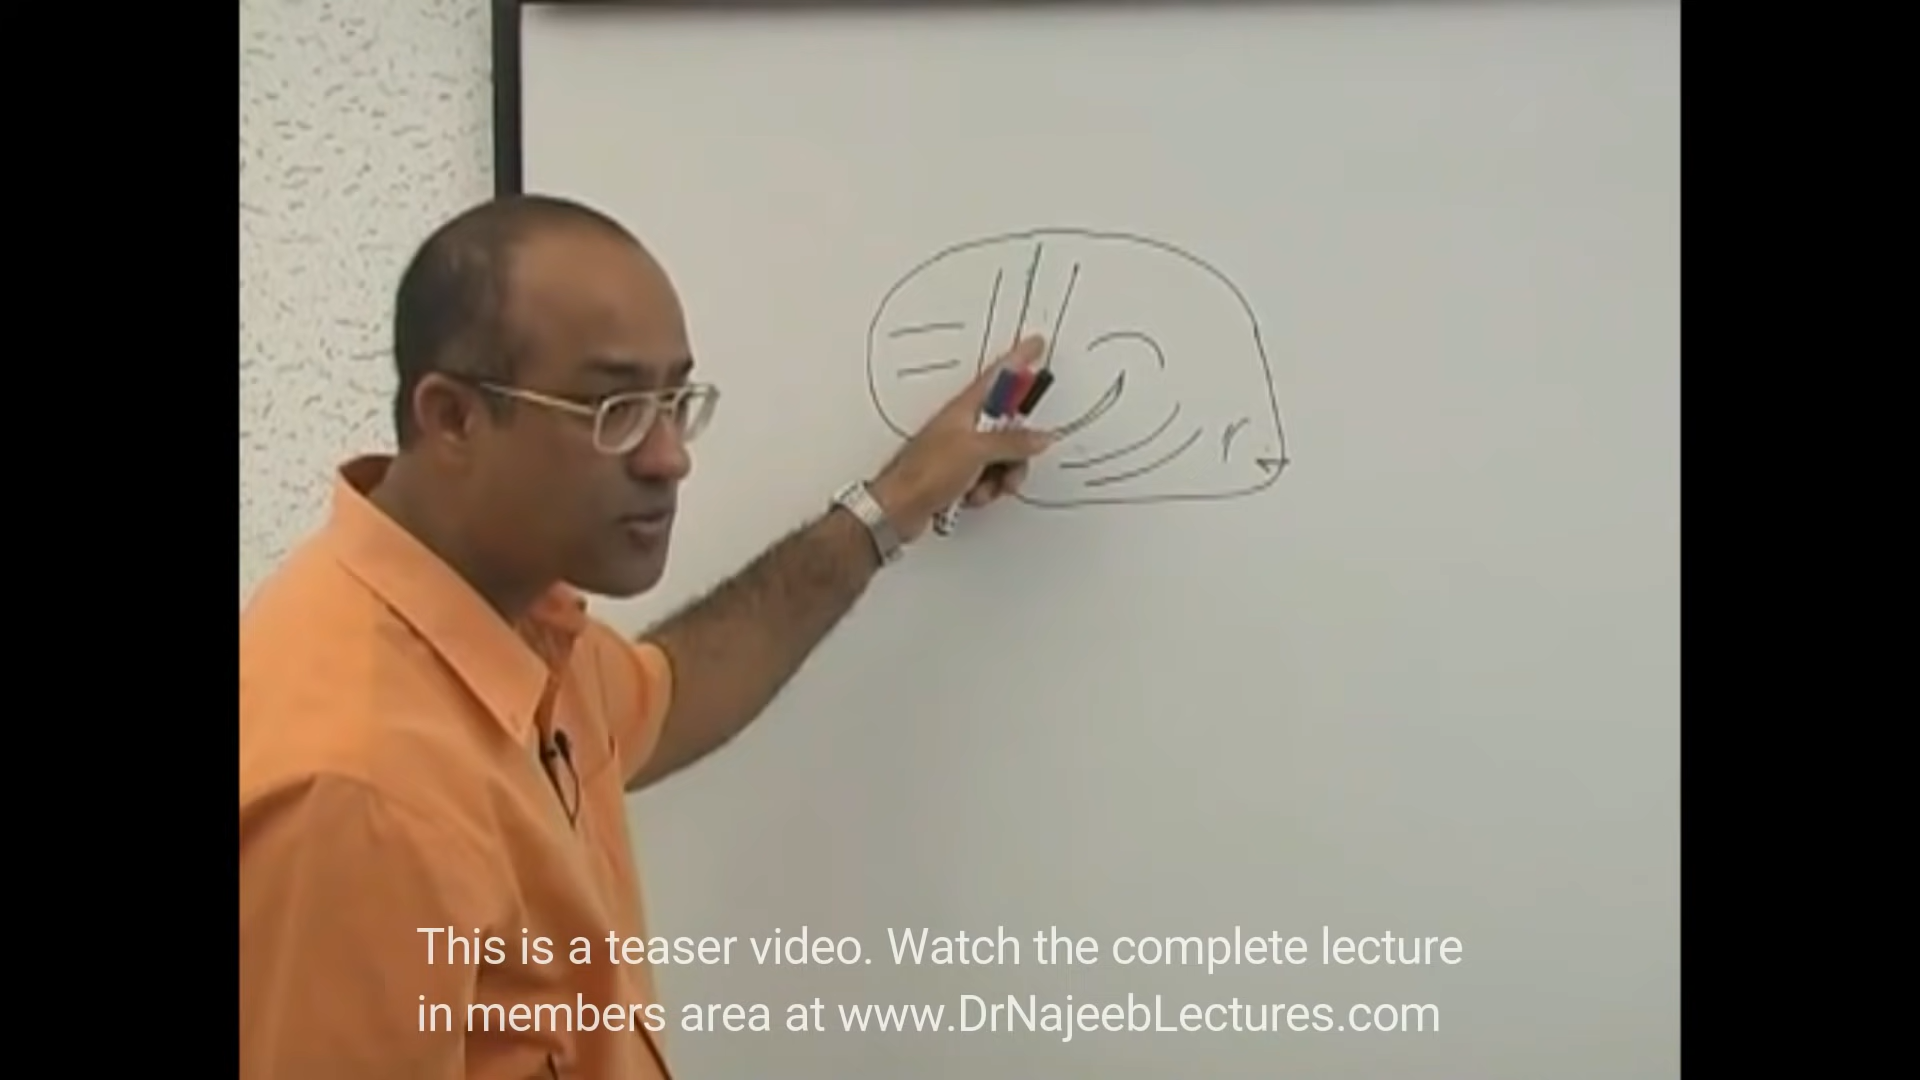 This is a teaser video. Watch the complete lecture
in members area at www.DrNajeebLectures.com